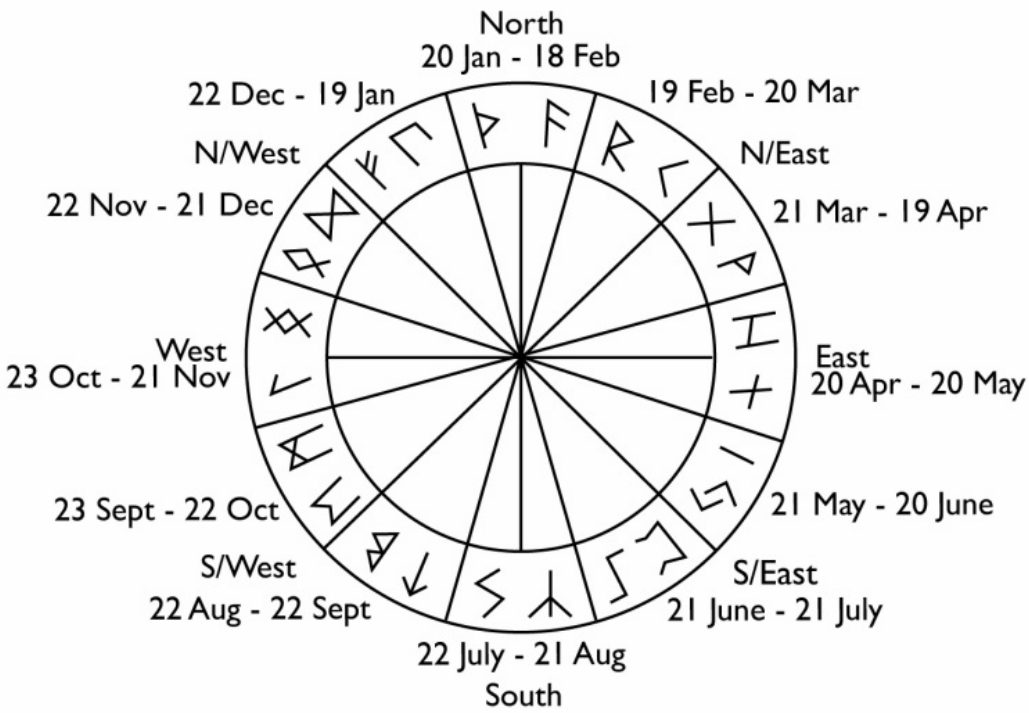 North
20 Jan - 18 Feb
22 Dec - 19 Jan
19 Feb - 20 Mar
ᚠ ᚢ
ᚦ ᚨ
ᚱ ᚲ
N/West
N/East
22 Nov - 21 Dec
ᛟ ᛞ
ᚷ ᚹ
21 Mar - 19 Apr
West
23 Oct - 21 Nov
ᛚ ᛝ
ᚺ ᚾ
East
20 Apr - 20 May
23 Sept - 22 Oct
ᛖ ᛗ
ᛁ ᛃ
21 May - 20 June
S/West
22 Aug - 22 Sept
ᛏ ᛒ
ᛉ ᛊ
ᛈ ᛇ
S/East
21 June - 21 July
22 July - 21 Aug
South